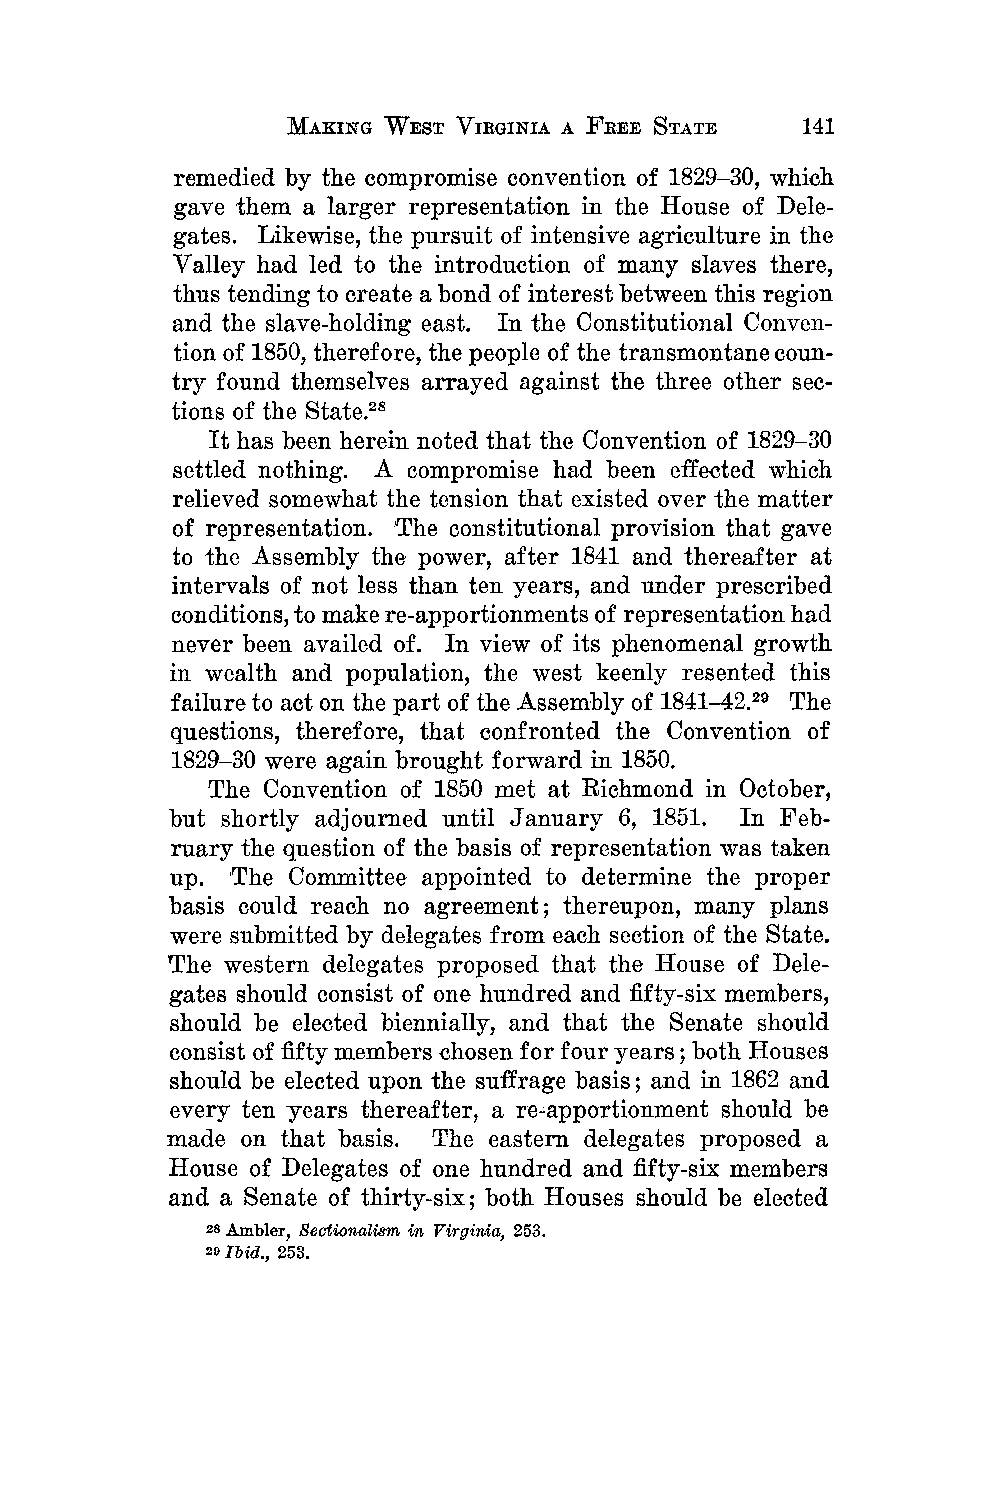 Making West Virginia a Free State 141
remedied by the compromise convention of 1829–30, which
gave them a larger representation in the House of Dele-
gates. Likewise, the pursuit of intensive agriculture in the
Valley had led to the introduction of many slaves there,
thus tending to create a bond of interest between this region
and the slave-holding east. In the Constitutional Conven-
tion of 1850, therefore, the people of the transmontane coun-
try found themselves arrayed against the three other sec-
tions of the State.²⁸
It has been herein noted that the Convention of 1829–30
settled nothing. A compromise had been effected which
relieved somewhat the tension that existed over the matter
of representation. The constitutional provision that gave
to the Assembly the power, after 1841 and thereafter at
intervals of not less than ten years, and under prescribed
conditions, to make re-apportionments of representation had
never been availed of. In view of its phenomenal growth
in wealth and population, the west keenly resented this
failure to act on the part of the Assembly of 1841–42.²⁹ The
questions, therefore, that confronted the Convention of
1829–30 were again brought forward in 1850.
The Convention of 1850 met at Richmond in October,
but shortly adjourned until January 6, 1851. In Feb-
ruary the question of the basis of representation was taken
up. The Committee appointed to determine the proper
basis could reach no agreement; thereupon, many plans
were submitted by delegates from each section of the State.
The western delegates proposed that the House of Dele-
gates should consist of one hundred and fifty-six members,
should be elected biennially, and that the Senate should
consist of fifty members chosen for four years; both Houses
should be elected upon the suffrage basis; and in 1862 and
every ten years thereafter, a re-apportionment should be
made on that basis. The eastern delegates proposed a
House of Delegates of one hundred and fifty-six members
and a Senate of thirty-six; both Houses should be elected
²⁸ Ambler, Sectionalism in Virginia, 253.
²⁹ Ibid., 253.